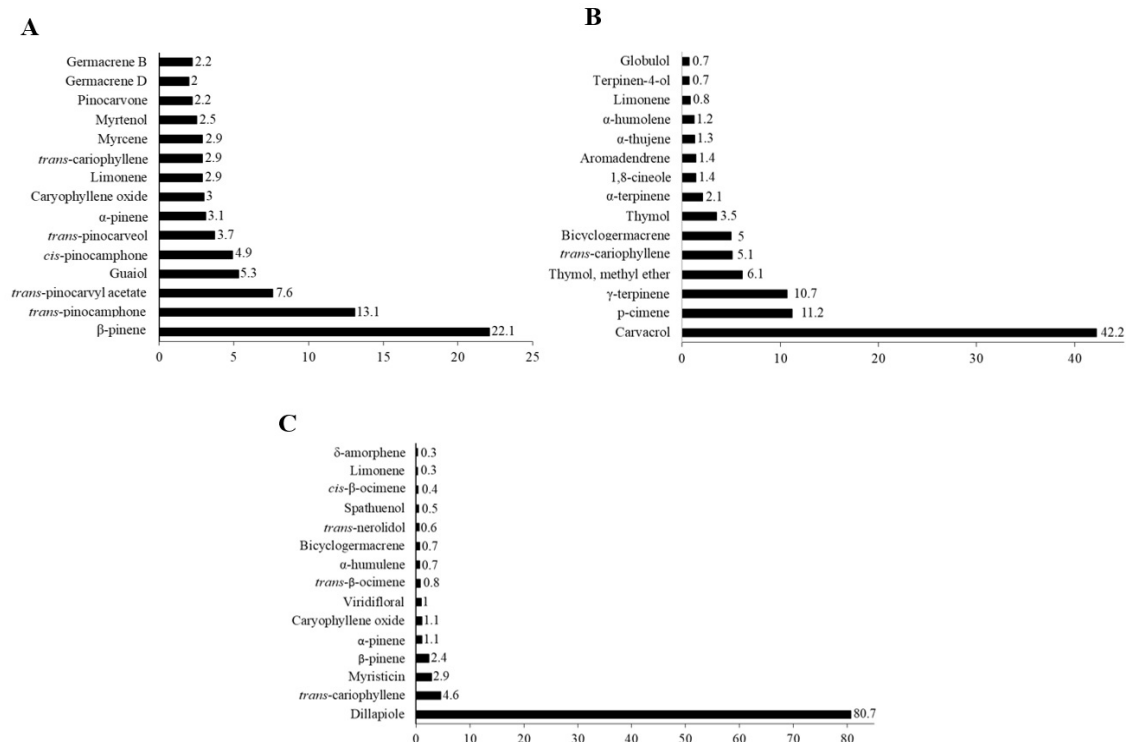 A
Germacrene B 2.2
Germacrene D 2
Pinocarvone 2.2
Myrtenol 2.5
Myrcene 2.9
trans-cariophyllene 2.9
Limonene 2.9
Caryophyllene oxide 3
α-pinene 3.1
trans-pinocarveol 3.7
cis-pinocamphone 4.9
Guaiol 5.3
trans-pinocarvyl acetate 7.6
trans-pinocamphone 13.1
β-pinene 22.1
0 5 10 15 20 25
B
Globulol 0.7
Terpinen-4-ol 0.7
Limonene 0.8
α-humolene 1.2
α-thujene 1.3
Aromadendrene 1.4
1,8-cineole 1.4
α-terpinene 2.1
Thymol 3.5
Bicyclogermacrene 5
trans-cariophyllene 5.1
Thymol, methyl ether 6.1
γ-terpinene 10.7
p-cimene 11.2
Carvacrol 42.2
0 10 20 30 40
C
δ-amorphene 0.3
Limonene 0.3
cis-β-ocimene 0.4
Spathuenol 0.5
trans-nerolidol 0.6
Bicyclogermacrene 0.7
α-humulene 0.7
trans-β-ocimene 0.8
Viridifloral 1
Caryophyllene oxide 1.1
α-pinene 1.1
β-pinene 2.4
Myristicin 2.9
trans-cariophyllene 4.6
Dillapiole 80.7
0 10 20 30 40 50 60 70 80